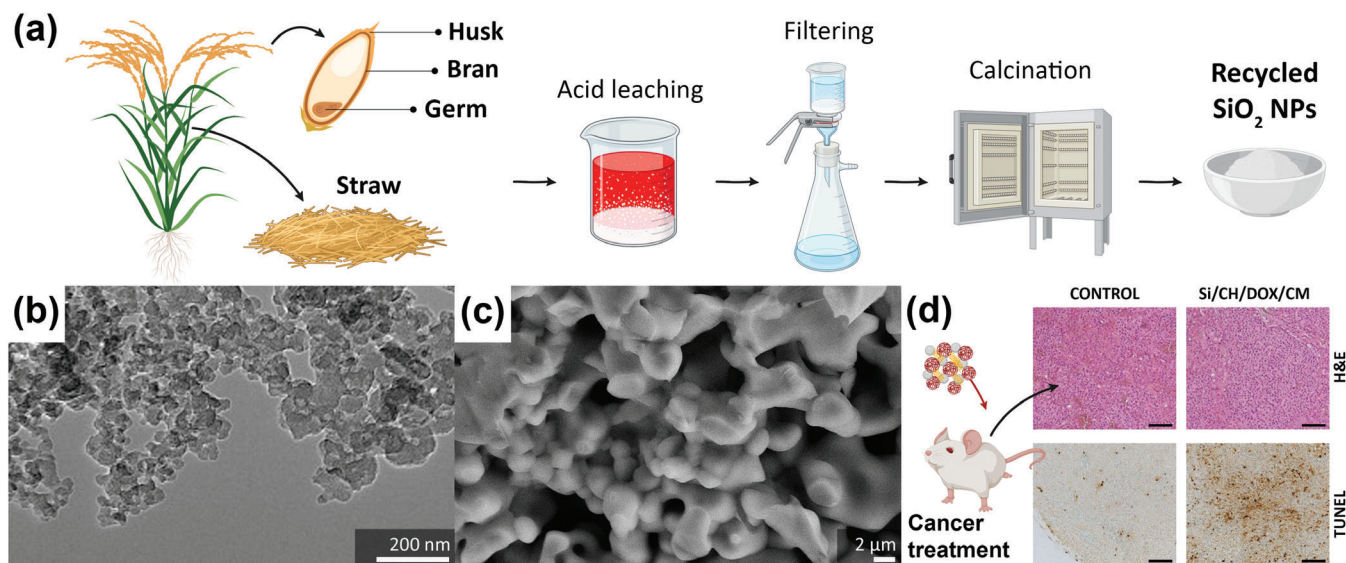 (a)
Husk
Bran
Germ
Straw
Acid leaching
Filtering
Calcination
Recycled
SiO₂ NPs
(b)
200 nm
(c)
2 µm
(d)
CONTROL
Si/CH/DOX/CM
H&E
TUNEL
Cancer
treatment